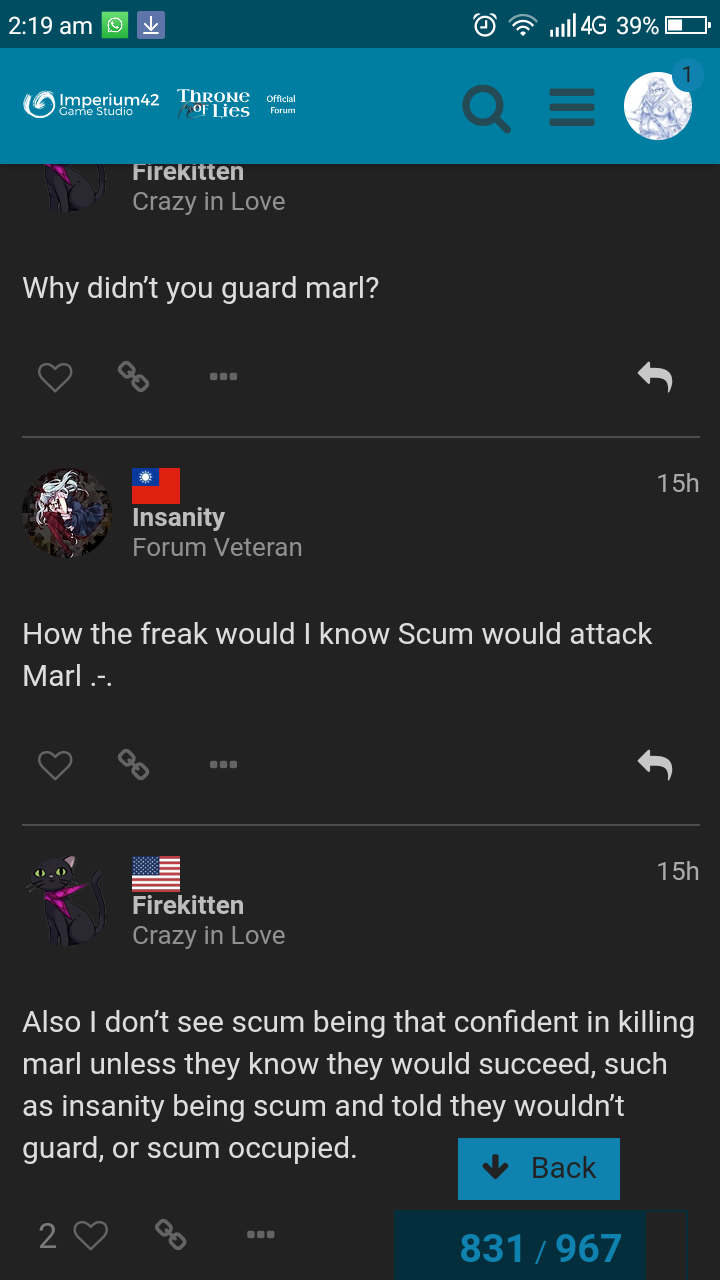 2:19 am
4G 39%
Imperium42
Game Studio
THRONE
OF LIES
Official
Forum
1
Firekitten
Crazy in Love
Why didn’t you guard marl?
15h
Insanity
Forum Veteran
How the freak would I know Scum would attack
Marl .-.
15h
Firekitten
Crazy in Love
Also I don’t see scum being that confident in killing
marl unless they know they would succeed, such
as insanity being scum and told they wouldn’t
guard, or scum occupied.
Back
2
831 / 967